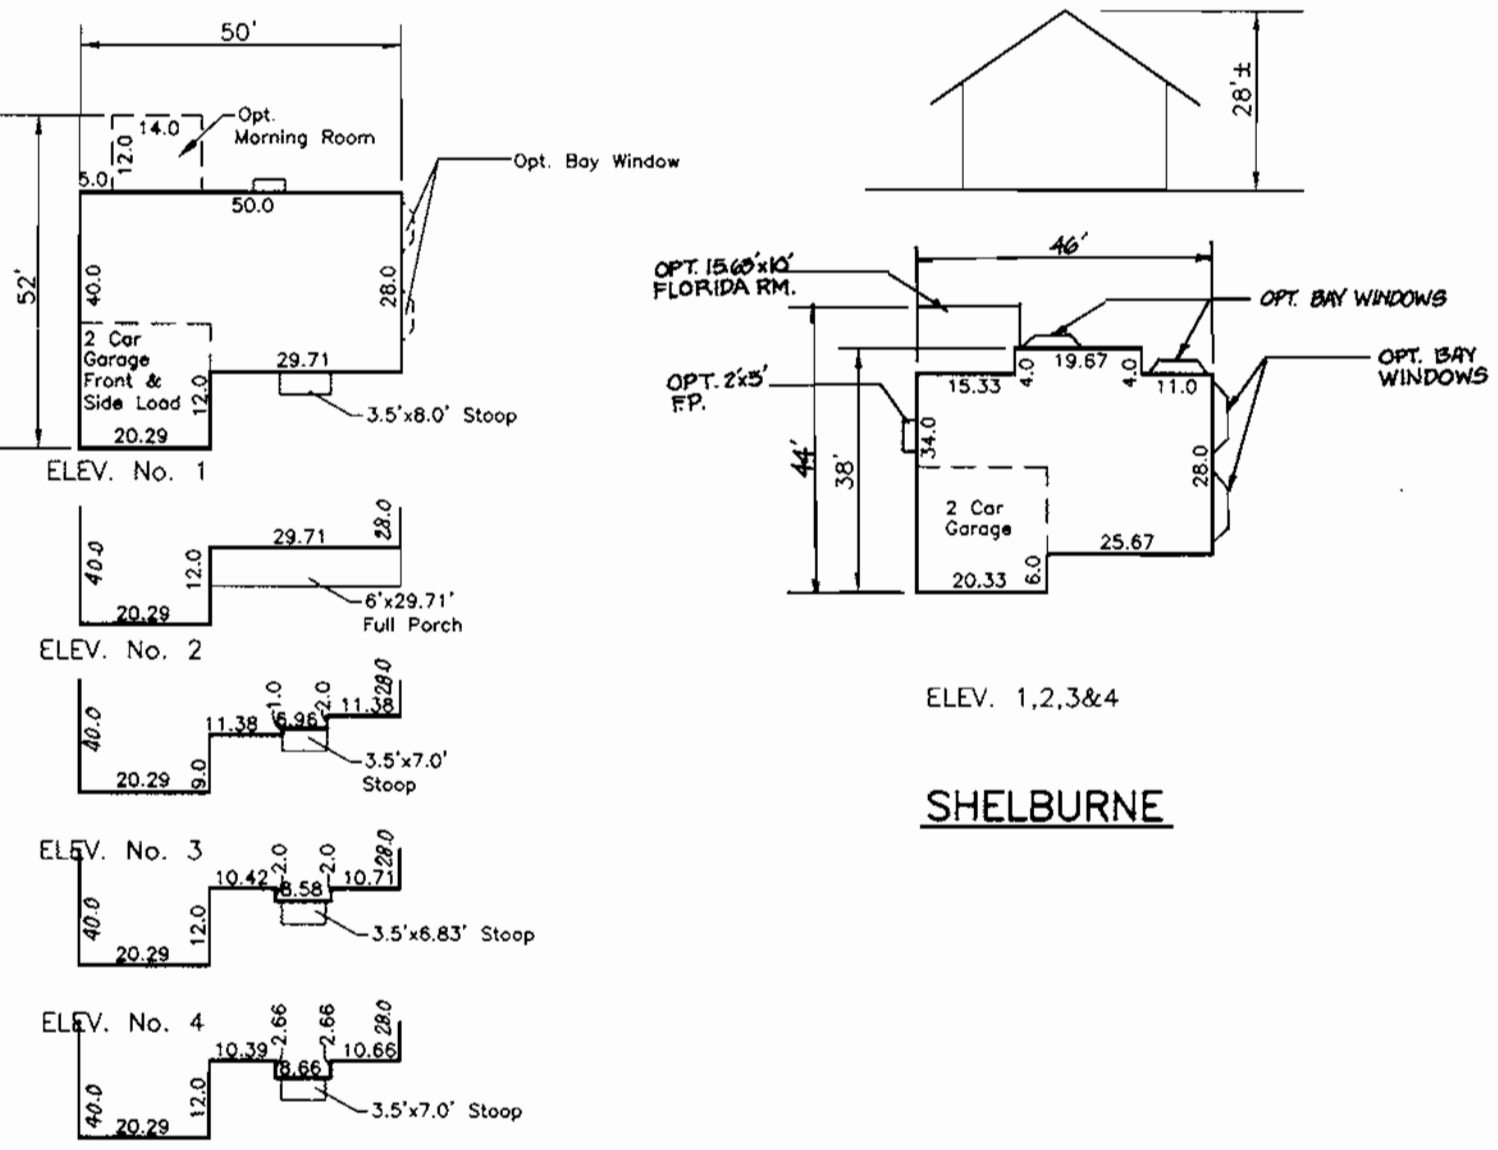 50'
Opt.
14.0
Morning Room
12.0
5.0
Opt. Bay Window
50.0
52'
40.0
28.0
2 Car
Garage
Front &
Side Load
29.71
12.0
3.5'x8.0' Stoop
20.29
ELEV. No. 1
28.0
29.71
40.0
12.0
6'x29.71'
Full Porch
20.29
ELEV. No. 2
1.0
2.0
28.0
11.38
6.96
11.38
40.0
3.5'x7.0'
Stoop
20.29
9.0
ELEV. No. 3
2.0
2.0
28.0
10.42
8.58
10.71
40.0
12.0
3.5'x6.83' Stoop
20.29
ELEV. No. 4
2.66
2.66
28.0
10.39
8.66
10.66
40.0
12.0
3.5'x7.0' Stoop
20.29
28'±
46'
OPT. 15.63'x10'
FLORIDA RM.
OPT. BAY WINDOWS
19.67
4.0
4.0
OPT. BAY
WINDOWS
OPT. 2'x5'
F.P.
15.33
11.0
34.0
44'
38'
28.0
2 Car
Garage
25.67
20.33
6.0
ELEV. 1,2,3&4
SHELBURNE